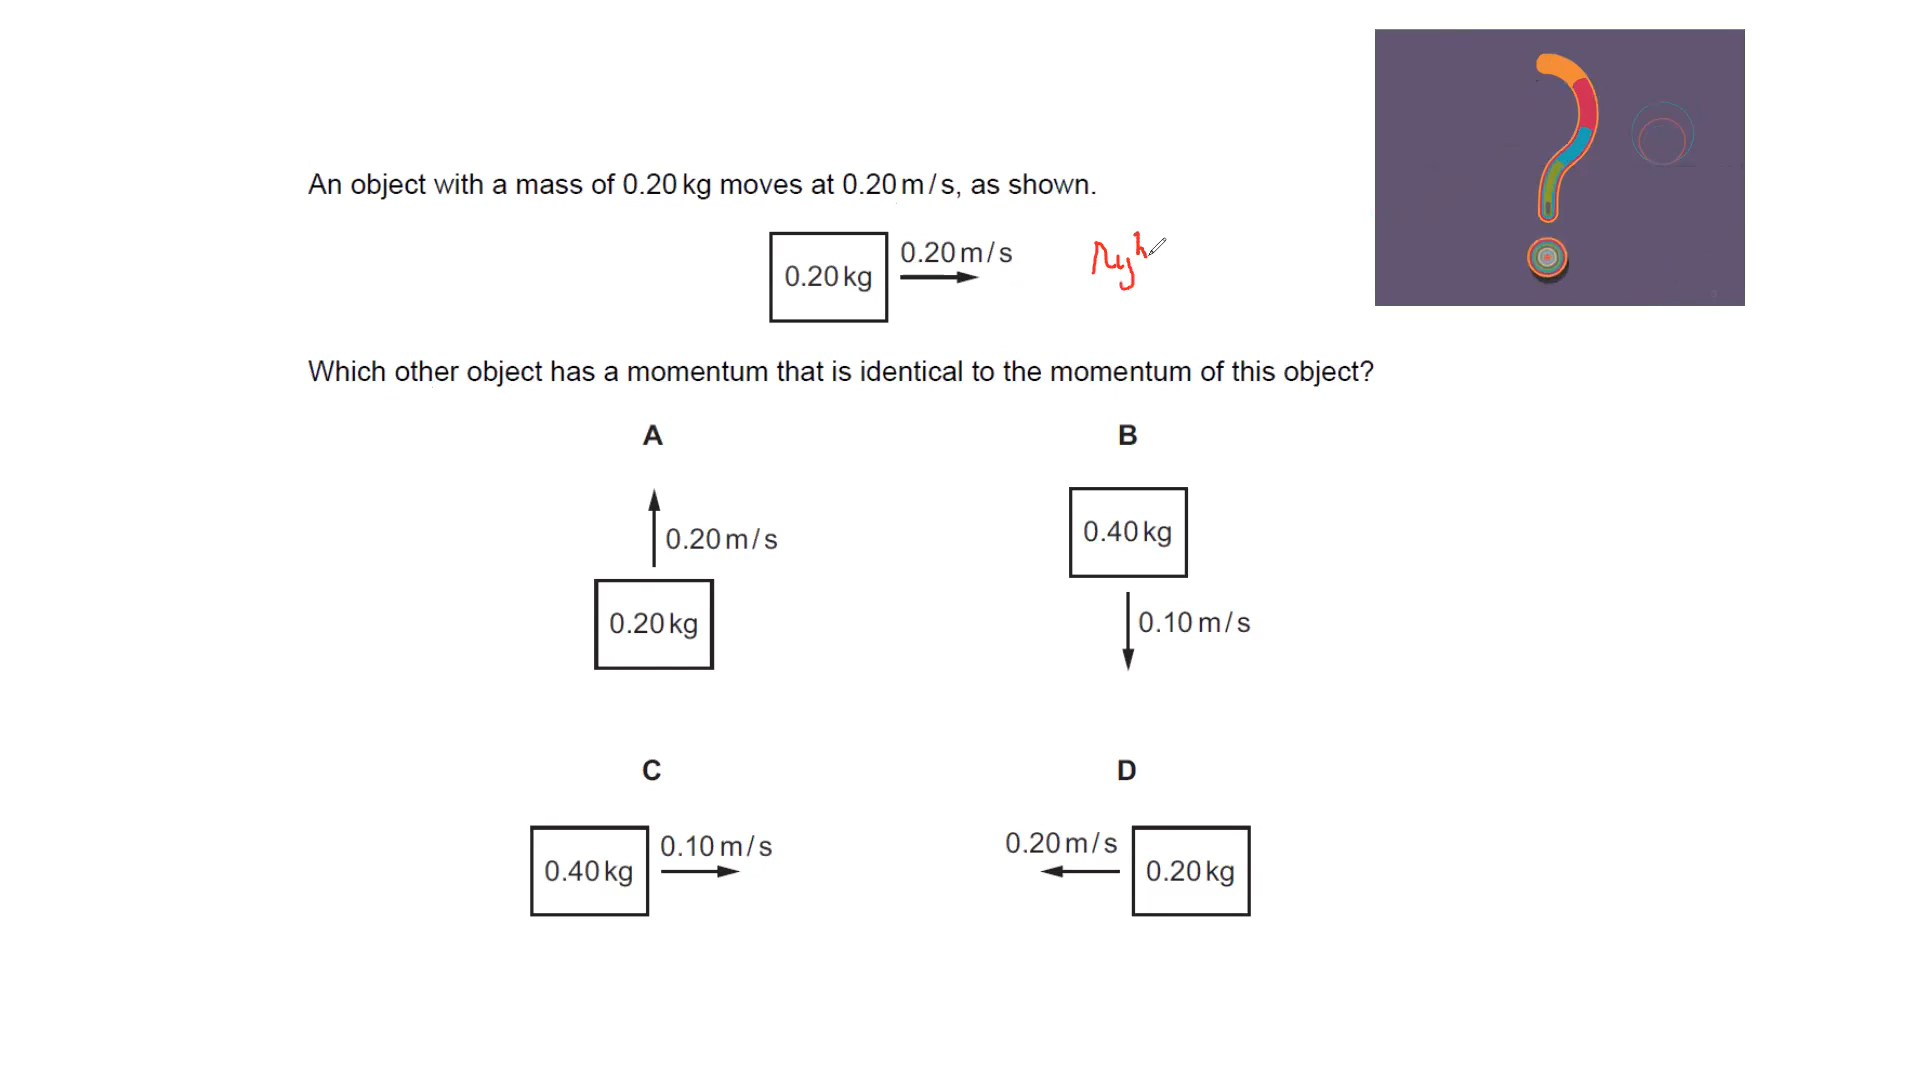 An object with a mass of 0.20 kg moves at 0.20 m/s, as shown.
0.20 kg
0.20 m/s
Righ
Which other object has a momentum that is identical to the momentum of this object?
A
B
0.20 m/s
0.20 kg
0.40 kg
0.10 m/s
C
D
0.40 kg
0.10 m/s
0.20 m/s
0.20 kg